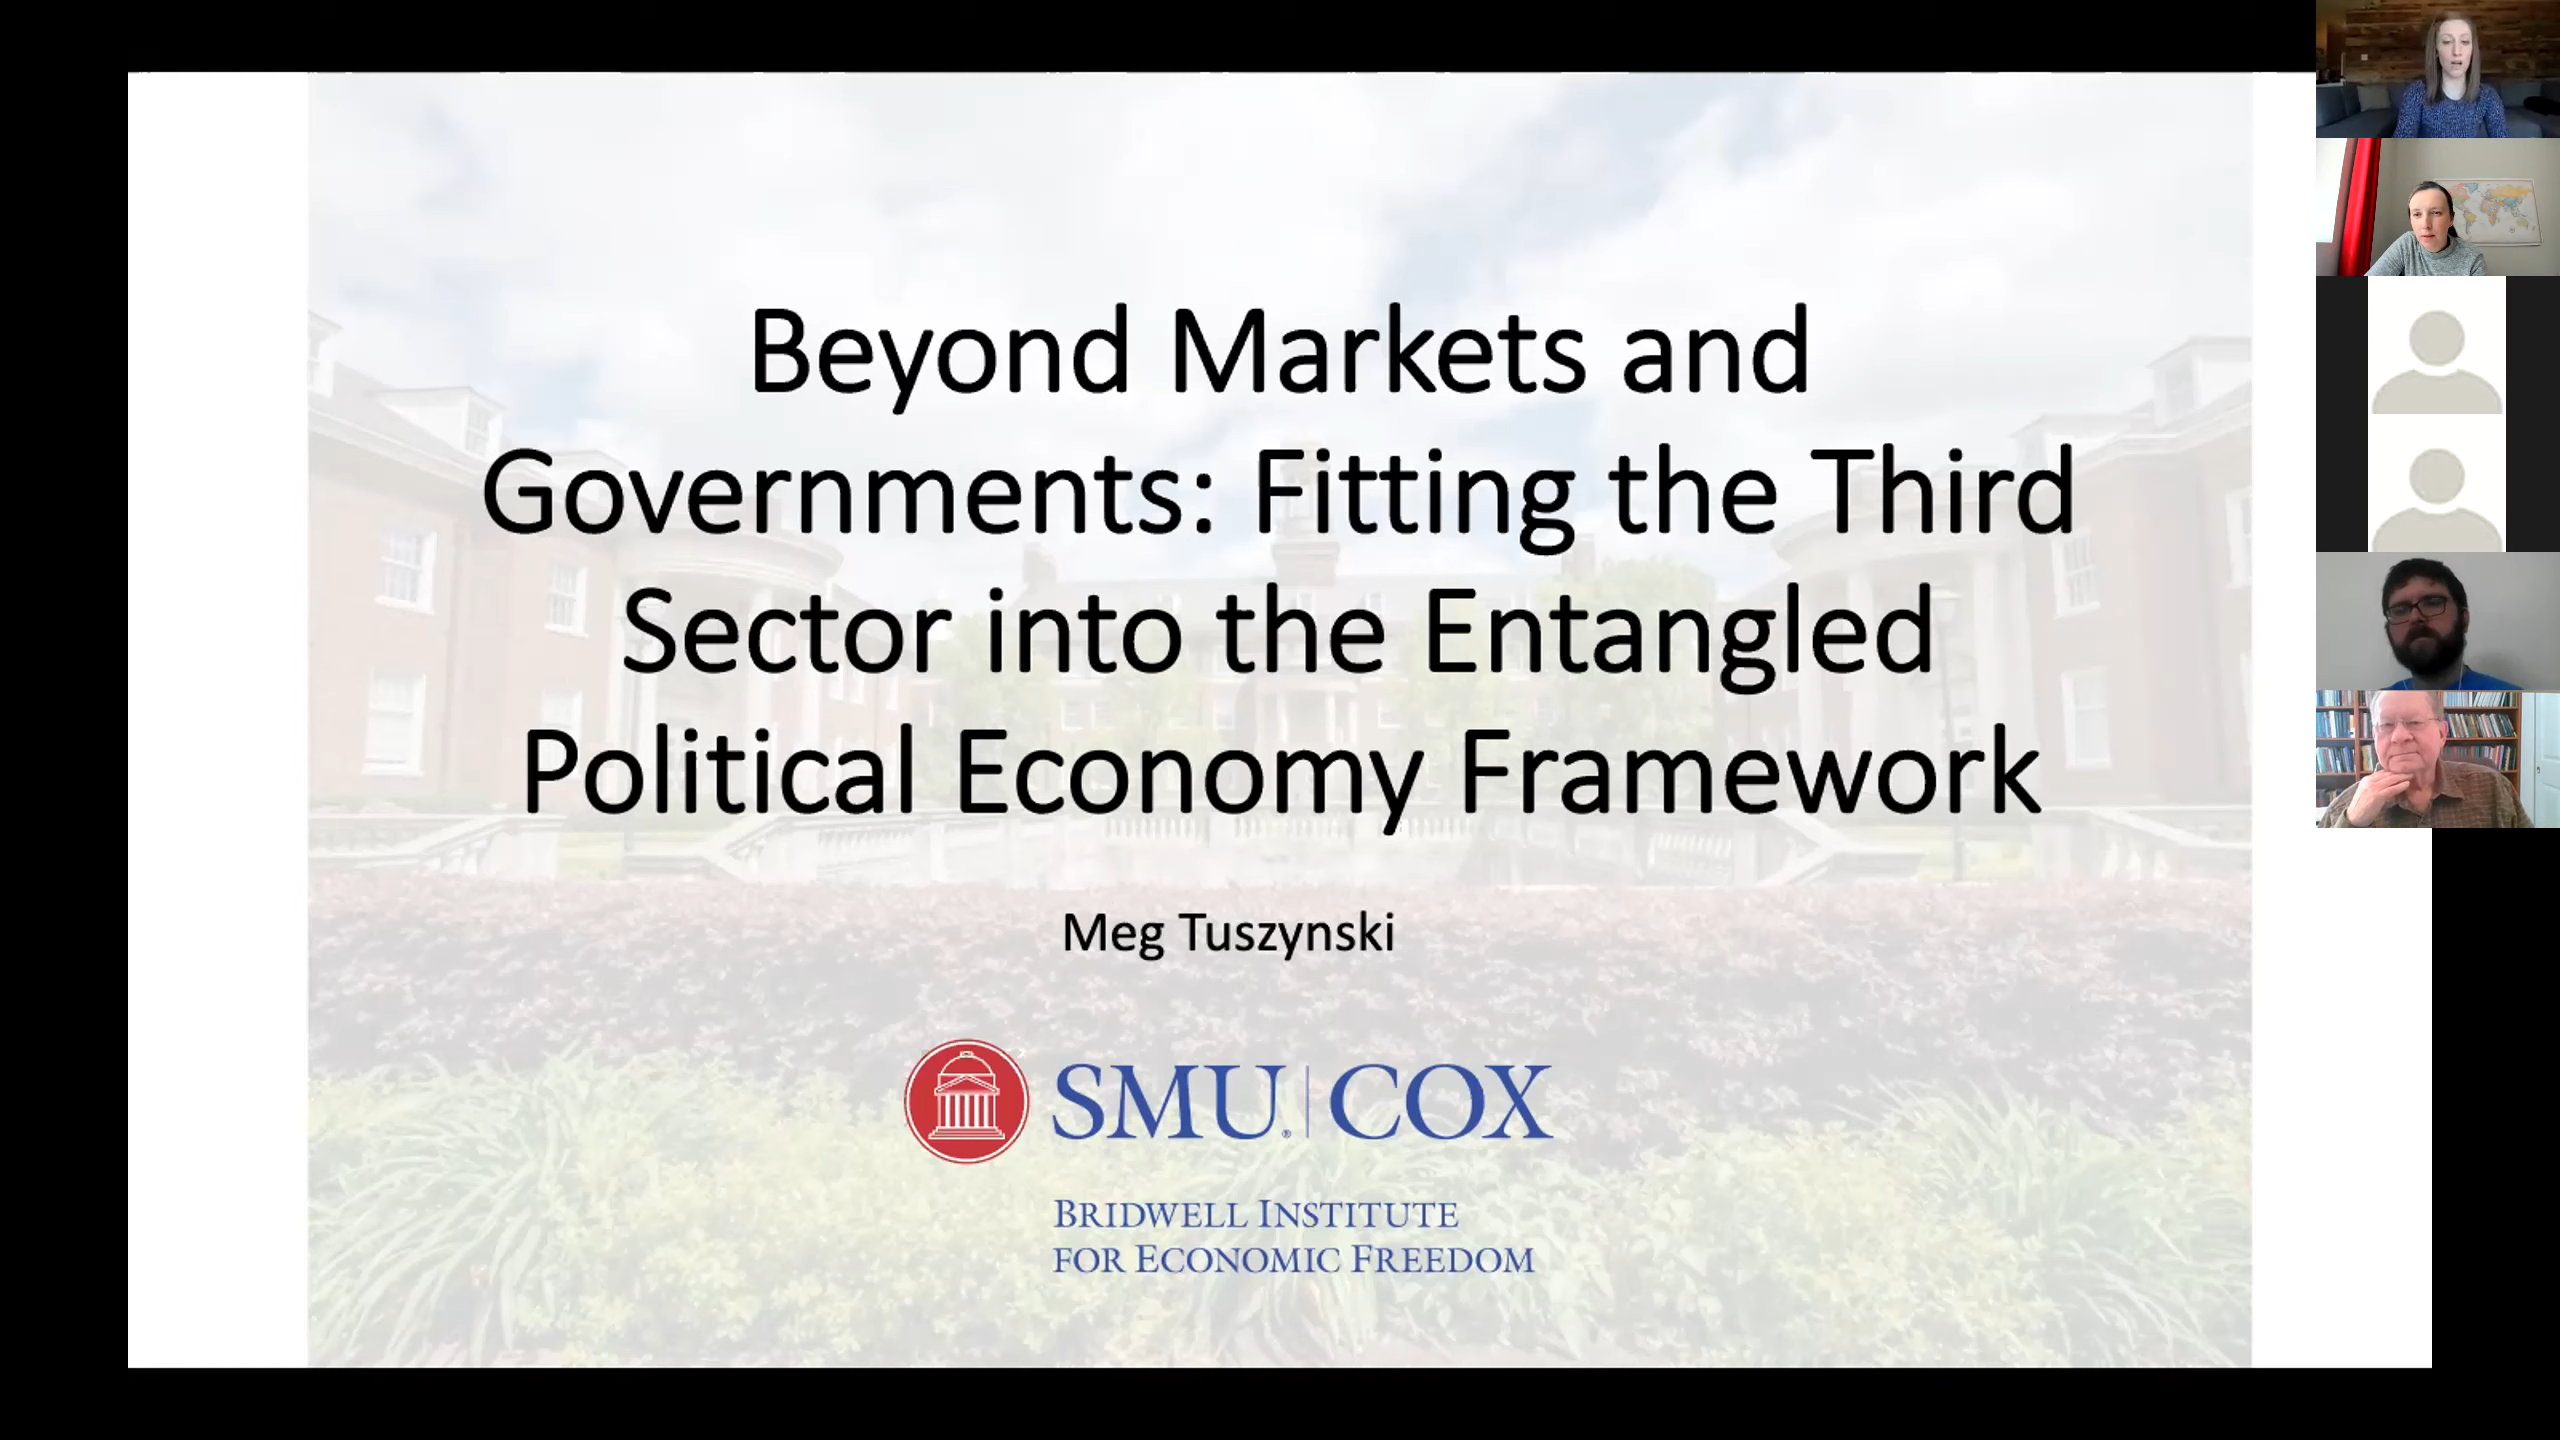 Beyond Markets and
Governments: Fitting the Third
Sector into the Entangled
Political Economy Framework
Meg Tuszynski
SMU® | COX
BRIDWELL INSTITUTE
FOR ECONOMIC FREEDOM